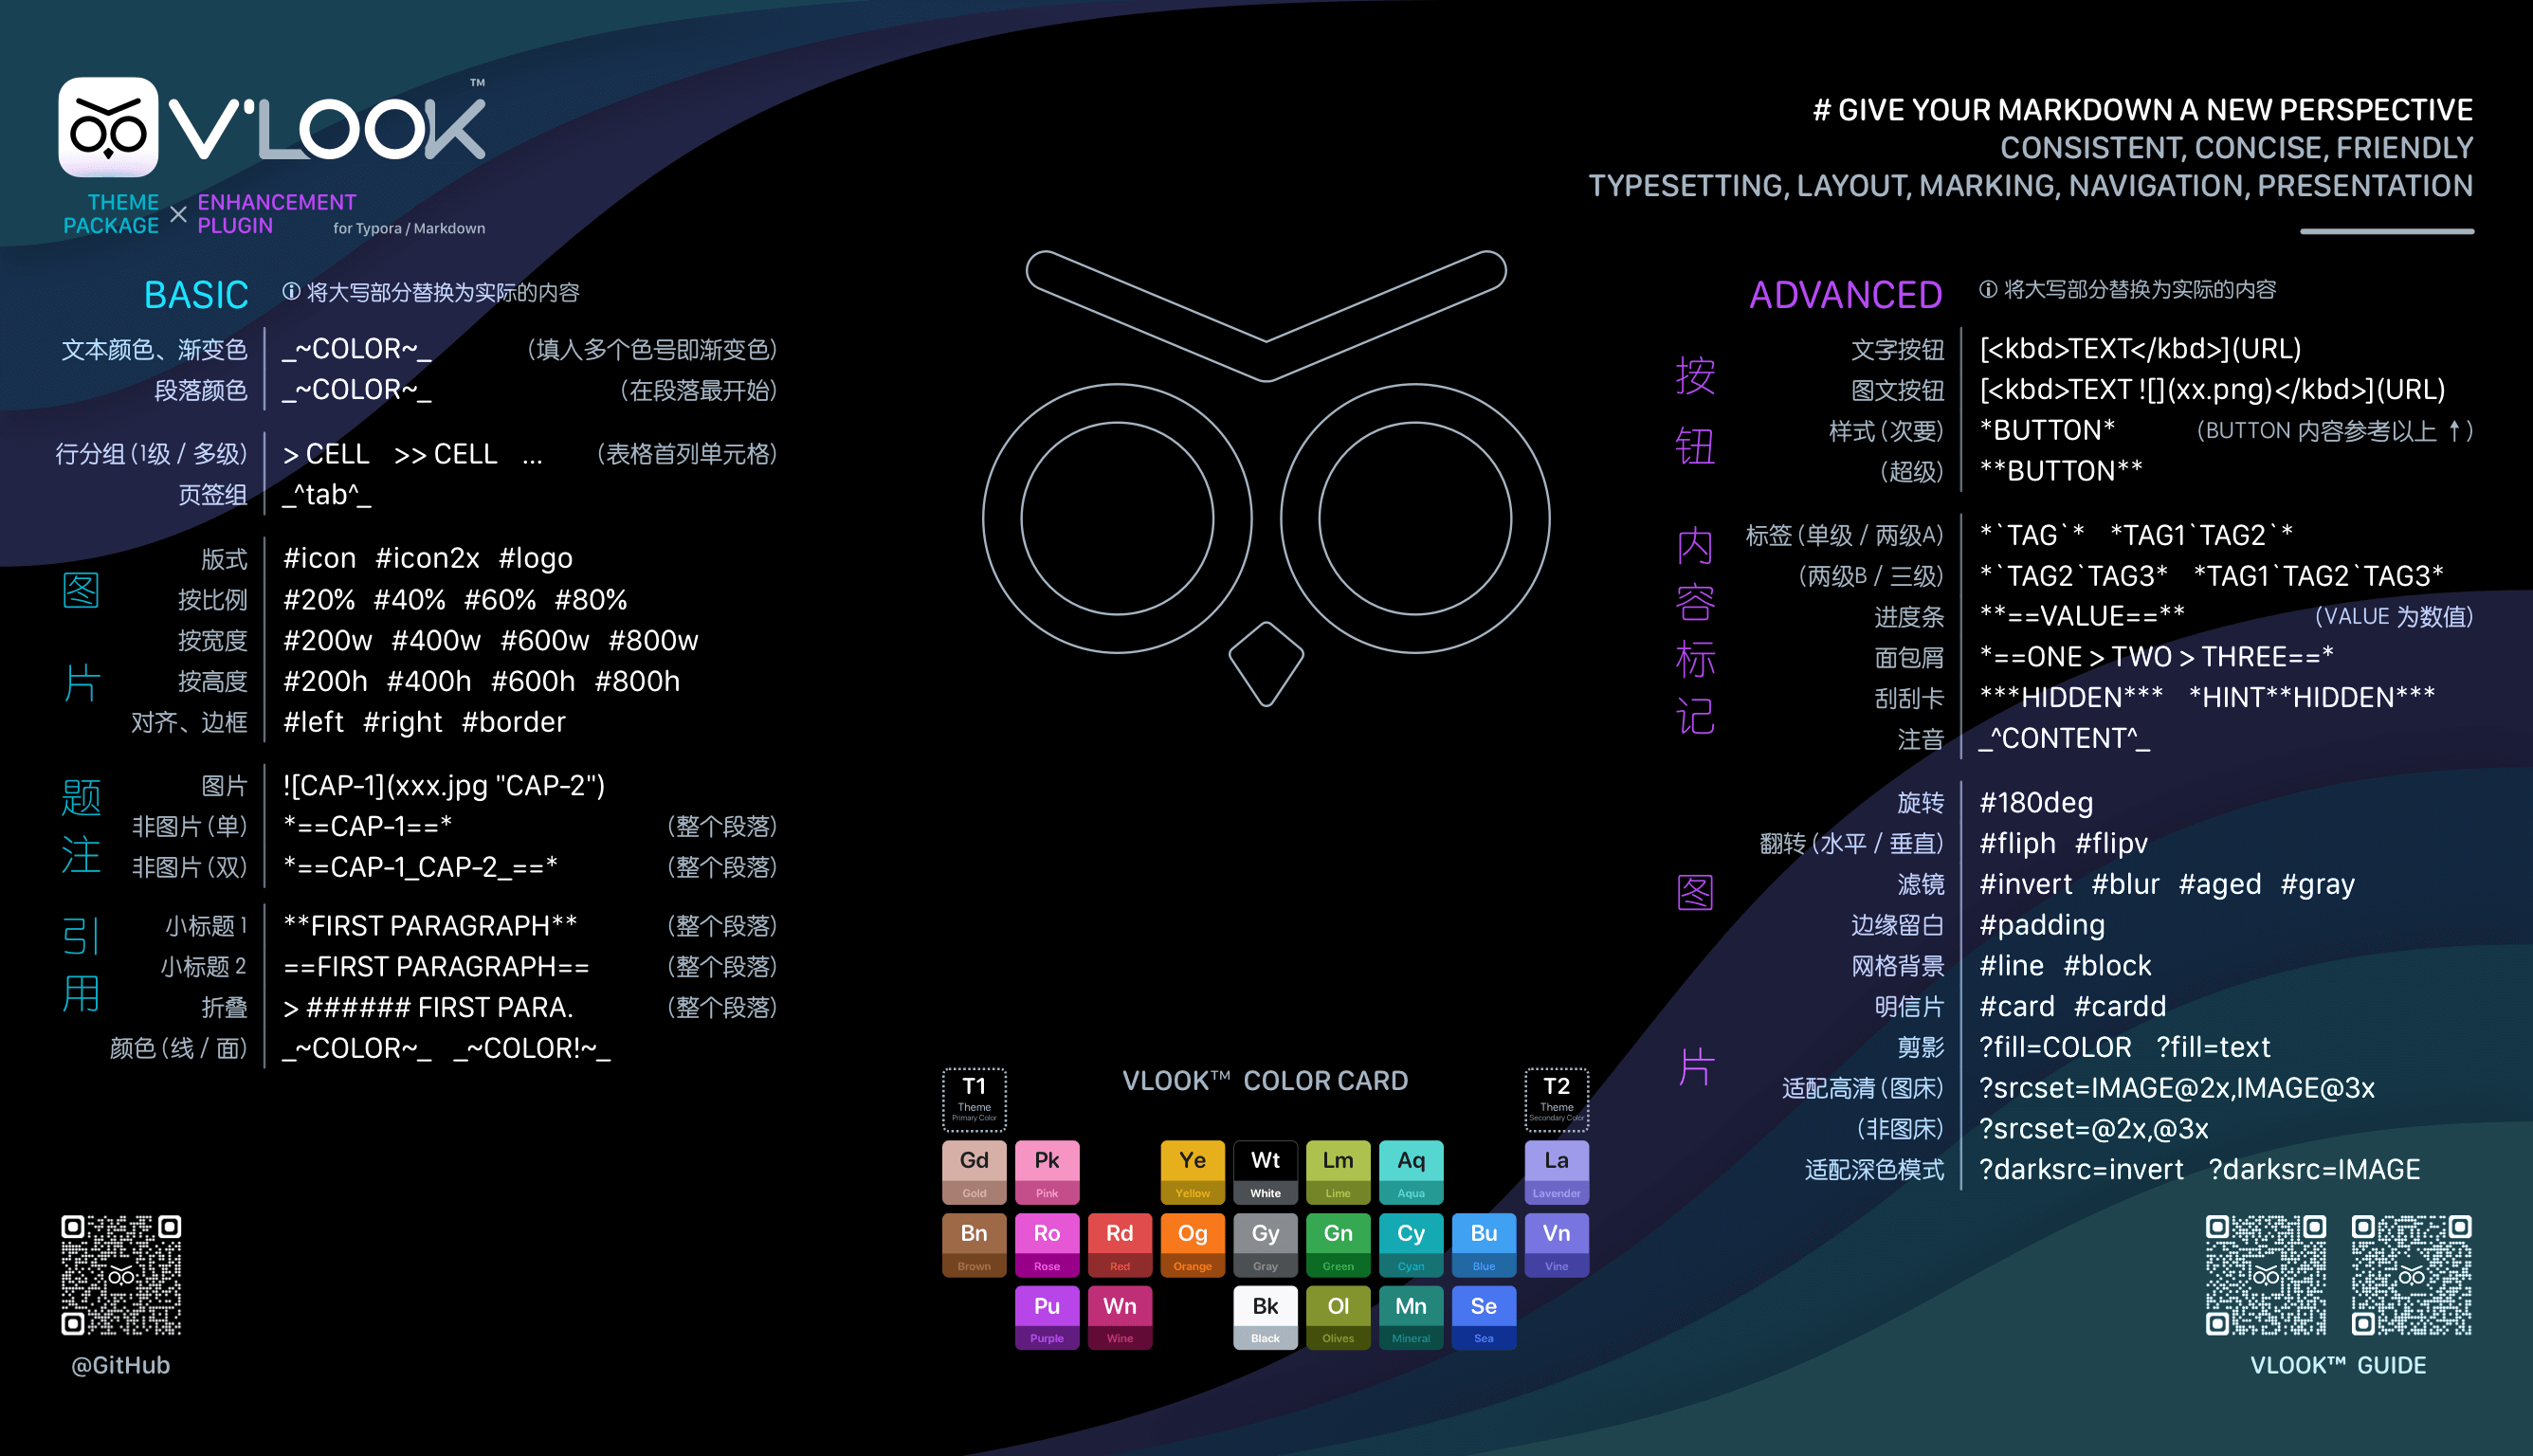 V'LOOK™
THEME PACKAGE × ENHANCEMENT PLUGIN for Typora / Markdown
# GIVE YOUR MARKDOWN A NEW PERSPECTIVE
CONSISTENT, CONCISE, FRIENDLY
TYPESETTING, LAYOUT, MARKING, NAVIGATION, PRESENTATION
BASIC ⓘ 将大写部分替换为实际的内容
文本颜色、渐变色 _~COLOR~_ (填入多个色号即渐变色)
段落颜色 _~COLOR~_ (在段落最开始)
行分组 (1级 / 多级) > CELL >> CELL ... (表格首列单元格)
页签组 _^tab^_
图片
版式 #icon #icon2x #logo
按比例 #20% #40% #60% #80%
按宽度 #200w #400w #600w #800w
按高度 #200h #400h #600h #800h
对齐、边框 #left #right #border
题注
图片 ![CAP-1](xxx.jpg "CAP-2")
非图片 (单) *==CAP-1==* (整个段落)
非图片 (双) *==CAP-1_CAP-2_==* (整个段落)
引用
小标题 1 **FIRST PARAGRAPH** (整个段落)
小标题 2 ==FIRST PARAGRAPH== (整个段落)
折叠 > ###### FIRST PARA. (整个段落)
颜色 (线 / 面) _~COLOR~_ _~COLOR!~_
@GitHub
VLOOK™ COLOR CARD
T1 Theme Primary Color
T2 Theme Secondary Color
Gd Gold
Pk Pink
Ye Yellow
Wt White
Lm Lime
Aq Aqua
La Lavender
Bn Brown
Ro Rose
Rd Red
Og Orange
Gy Gray
Gn Green
Cy Cyan
Bu Blue
Vn Vine
Pu Purple
Wn Wine
Bk Black
Ol Olives
Mn Mineral
Se Sea
ADVANCED ⓘ 将大写部分替换为实际的内容
按钮
文字按钮 [<kbd>TEXT</kbd>](URL)
图文按钮 [<kbd>TEXT ![](xx.png)</kbd>](URL)
样式 (次要) *BUTTON* (BUTTON 内容参考以上 ↑)
(超级) **BUTTON**
内容标记
标签 (单级 / 两级A) *`TAG`* *TAG1`TAG2`*
(两级B / 三级) *`TAG2`TAG3* *TAG1`TAG2`TAG3*
进度条 **==VALUE==** (VALUE 为数值)
面包屑 *==ONE > TWO > THREE==*
刮刮卡 ***HIDDEN*** *HINT**HIDDEN***
注音 _^CONTENT^_
图片
旋转 #180deg
翻转 (水平 / 垂直) #fliph #flipv
滤镜 #invert #blur #aged #gray
边缘留白 #padding
网格背景 #line #block
明信片 #card #cardd
剪影 ?fill=COLOR ?fill=text
适配高清 (图床) ?srcset=IMAGE@2x,IMAGE@3x
(非图床) ?srcset=@2x,@3x
适配深色模式 ?darksrc=invert ?darksrc=IMAGE
VLOOK™ GUIDE